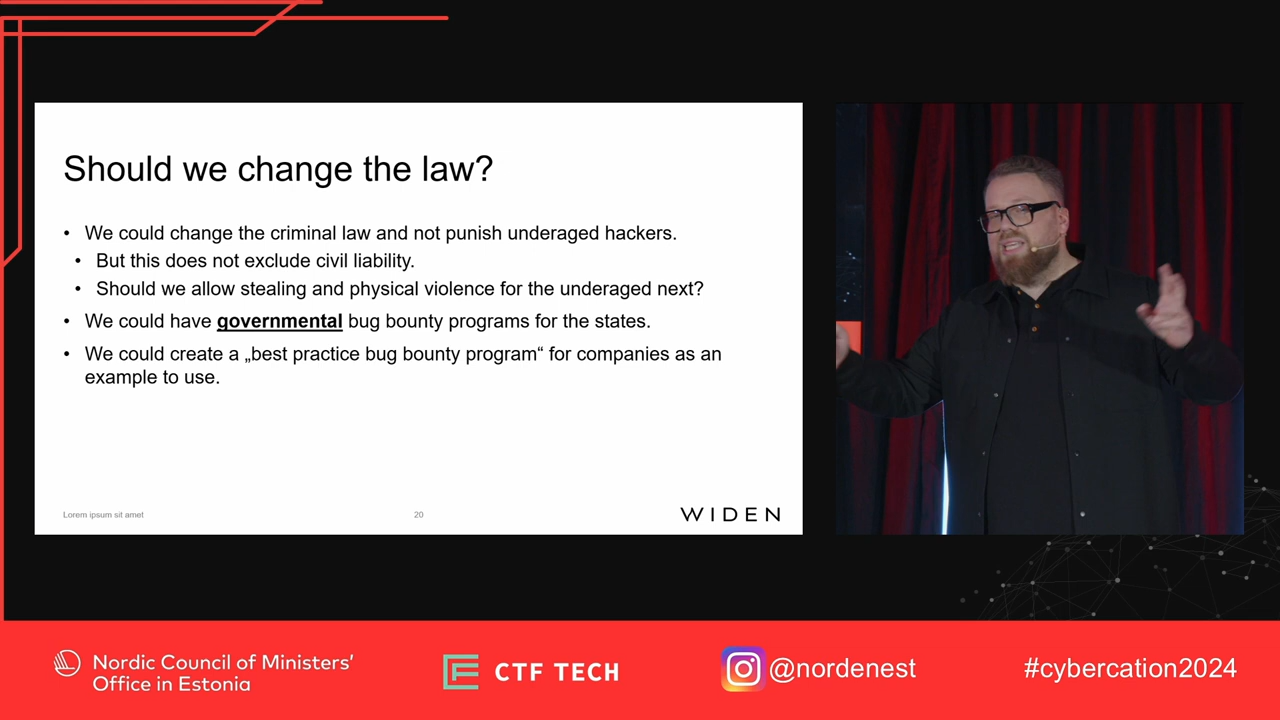 Should we change the law?
• We could change the criminal law and not punish underaged hackers.
• But this does not exclude civil liability.
• Should we allow stealing and physical violence for the underaged next?
• We could have governmental bug bounty programs for the states.
• We could create a „best practice bug bounty program“ for companies as an
example to use.
Lorem ipsum sit amet
20
WIDEN
Nordic Council of Ministers’
Office in Estonia
CTF TECH
@nordenest
#cybercation2024